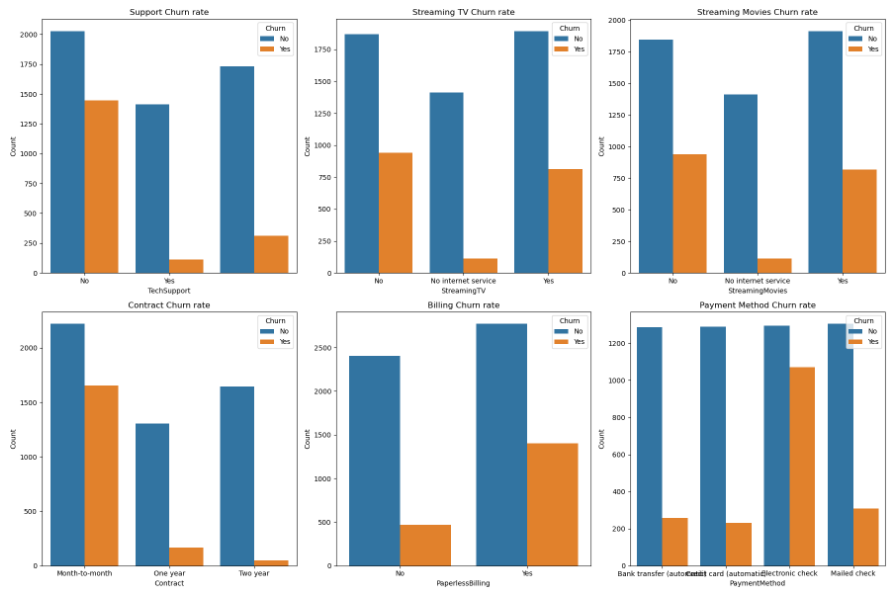 Support Churn rate
Churn
No
Yes
2000
1750
1500
1250
1000
750
500
250
0
Count
No Yes
TechSupport
Streaming TV Churn rate
Churn
No
Yes
1750
1500
1250
1000
750
500
250
0
Count
No No internet service Yes
StreamingTV
Streaming Movies Churn rate
Churn
No
Yes
2000
1750
1500
1250
1000
750
500
250
0
Count
No No internet service Yes
StreamingMovies
Contract Churn rate
Churn
No
Yes
2000
1500
1000
500
0
Count
Month-to-month One year Two year
Contract
Billing Churn rate
Churn
No
Yes
2500
2000
1500
1000
500
0
Count
No Yes
PaperlessBilling
Payment Method Churn rate
Churn
No
Yes
1200
1000
800
600
400
200
0
Count
Bank transfer (automatic) Credit card (automatic) Electronic check Mailed check
PaymentMethod